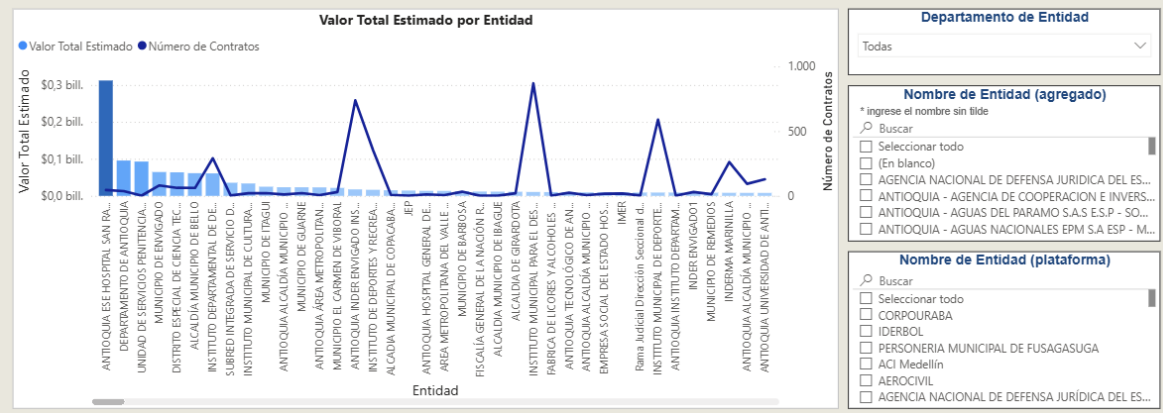 Valor Total Estimado por Entidad
Valor Total Estimado
Número de Contratos
Valor Total Estimado
$0,3 bill.
$0,2 bill.
$0,1 bill.
$0,0 bill.
1.000
500
0
Número de Contratos
ANTIOQUIA ESE HOSPITAL SAN RA...
DEPARTAMENTO DE ANTIOQUIA
UNIDAD DE SERVICIOS PENITENCIA...
MUNICIPIO DE ENVIGADO
DISTRITO ESPECIAL DE CIENCIA TEC...
ALCALDÍA MUNICIPIO DE BELLO
INSTITUTO DEPARTAMENTAL DE DE...
SUBRED INTEGRADA DE SERVICIO D...
INSTITUTO MUNICIPAL DE CULTURA...
MUNICIPIO DE ITAGUI
ANTIOQUIA ALCALDÍA MUNICIPIO ...
MUNICIPIO DE GUARNE
ANTIOQUIA ÁREA METROPOLITAN...
MUNICIPIO EL CARMEN DE VIBORAL
ANTIOQUIA INDER ENVIGADO INS...
INSTITUTO DE DEPORTES Y RECREA...
ALCADIA MUNICIPAL DE COPACABA...
JEP
ANTIOQUIA HOSPITAL GENERAL DE...
AREA METROPOLITANA DEL VALLE ...
MUNICIPIO DE BARBOSA
FISCALÍA GENERAL DE LA NACIÓN R...
ALCALDIA MUNICIPIO DE IBAGUE
ALCALDIA DE GIRARDOTA
INSTITUTO MUNICIPAL PARA EL DES...
FABRICA DE LICORES Y ALCOHOLES ...
ANTIOQUIA TECNOLÓGICO DE AN...
ANTIOQUIA ALCALDÍA MUNICIPIO ...
EMPRESA SOCIAL DEL ESTADO HOS...
IMER
Rama Judicial Dirección Seccional d...
INSTITUTO MUNICIPAL DE DEPORTE...
ANTIOQUIA INSTITUTO DEPARTAM...
INDER ENVIGADO1
MUNICIPIO DE REMEDIOS
INDERMA MARINILLA
ANTIOQUIA ALCALDÍA MUNICIPIO ...
ANTIOQUIA UNIVERSIDAD DE ANTI...
Entidad
Departamento de Entidad
Todas
Nombre de Entidad (agregado)
* ingrese el nombre sin tilde
Buscar
Seleccionar todo
(En blanco)
AGENCIA NACIONAL DE DEFENSA JURIDICA DEL ES...
ANTIOQUIA - AGENCIA DE COOPERACION E INVERS...
ANTIOQUIA - AGUAS DEL PARAMO S.A.S E.S.P - SO...
ANTIOQUIA - AGUAS NACIONALES EPM S.A ESP - M...
Nombre de Entidad (plataforma)
Buscar
Seleccionar todo
CORPOURABA
IDERBOL
PERSONERIA MUNICIPAL DE FUSAGASUGA
ACI Medellín
AEROCIVIL
AGENCIA NACIONAL DE DEFENSA JURÍDICA DEL ES...